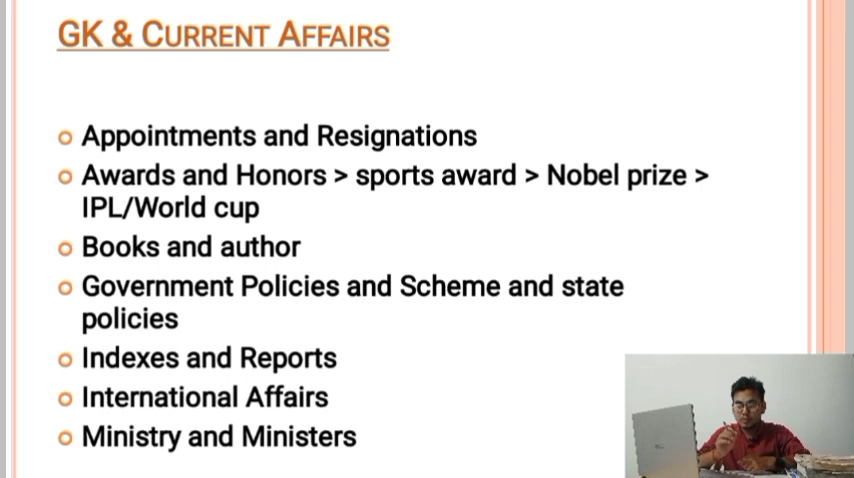 GK & CURRENT AFFAIRS
Appointments and Resignations
Awards and Honors > sports award > Nobel prize >
IPL/World cup
Books and author
Government Policies and Scheme and state
policies
Indexes and Reports
International Affairs
Ministry and Ministers